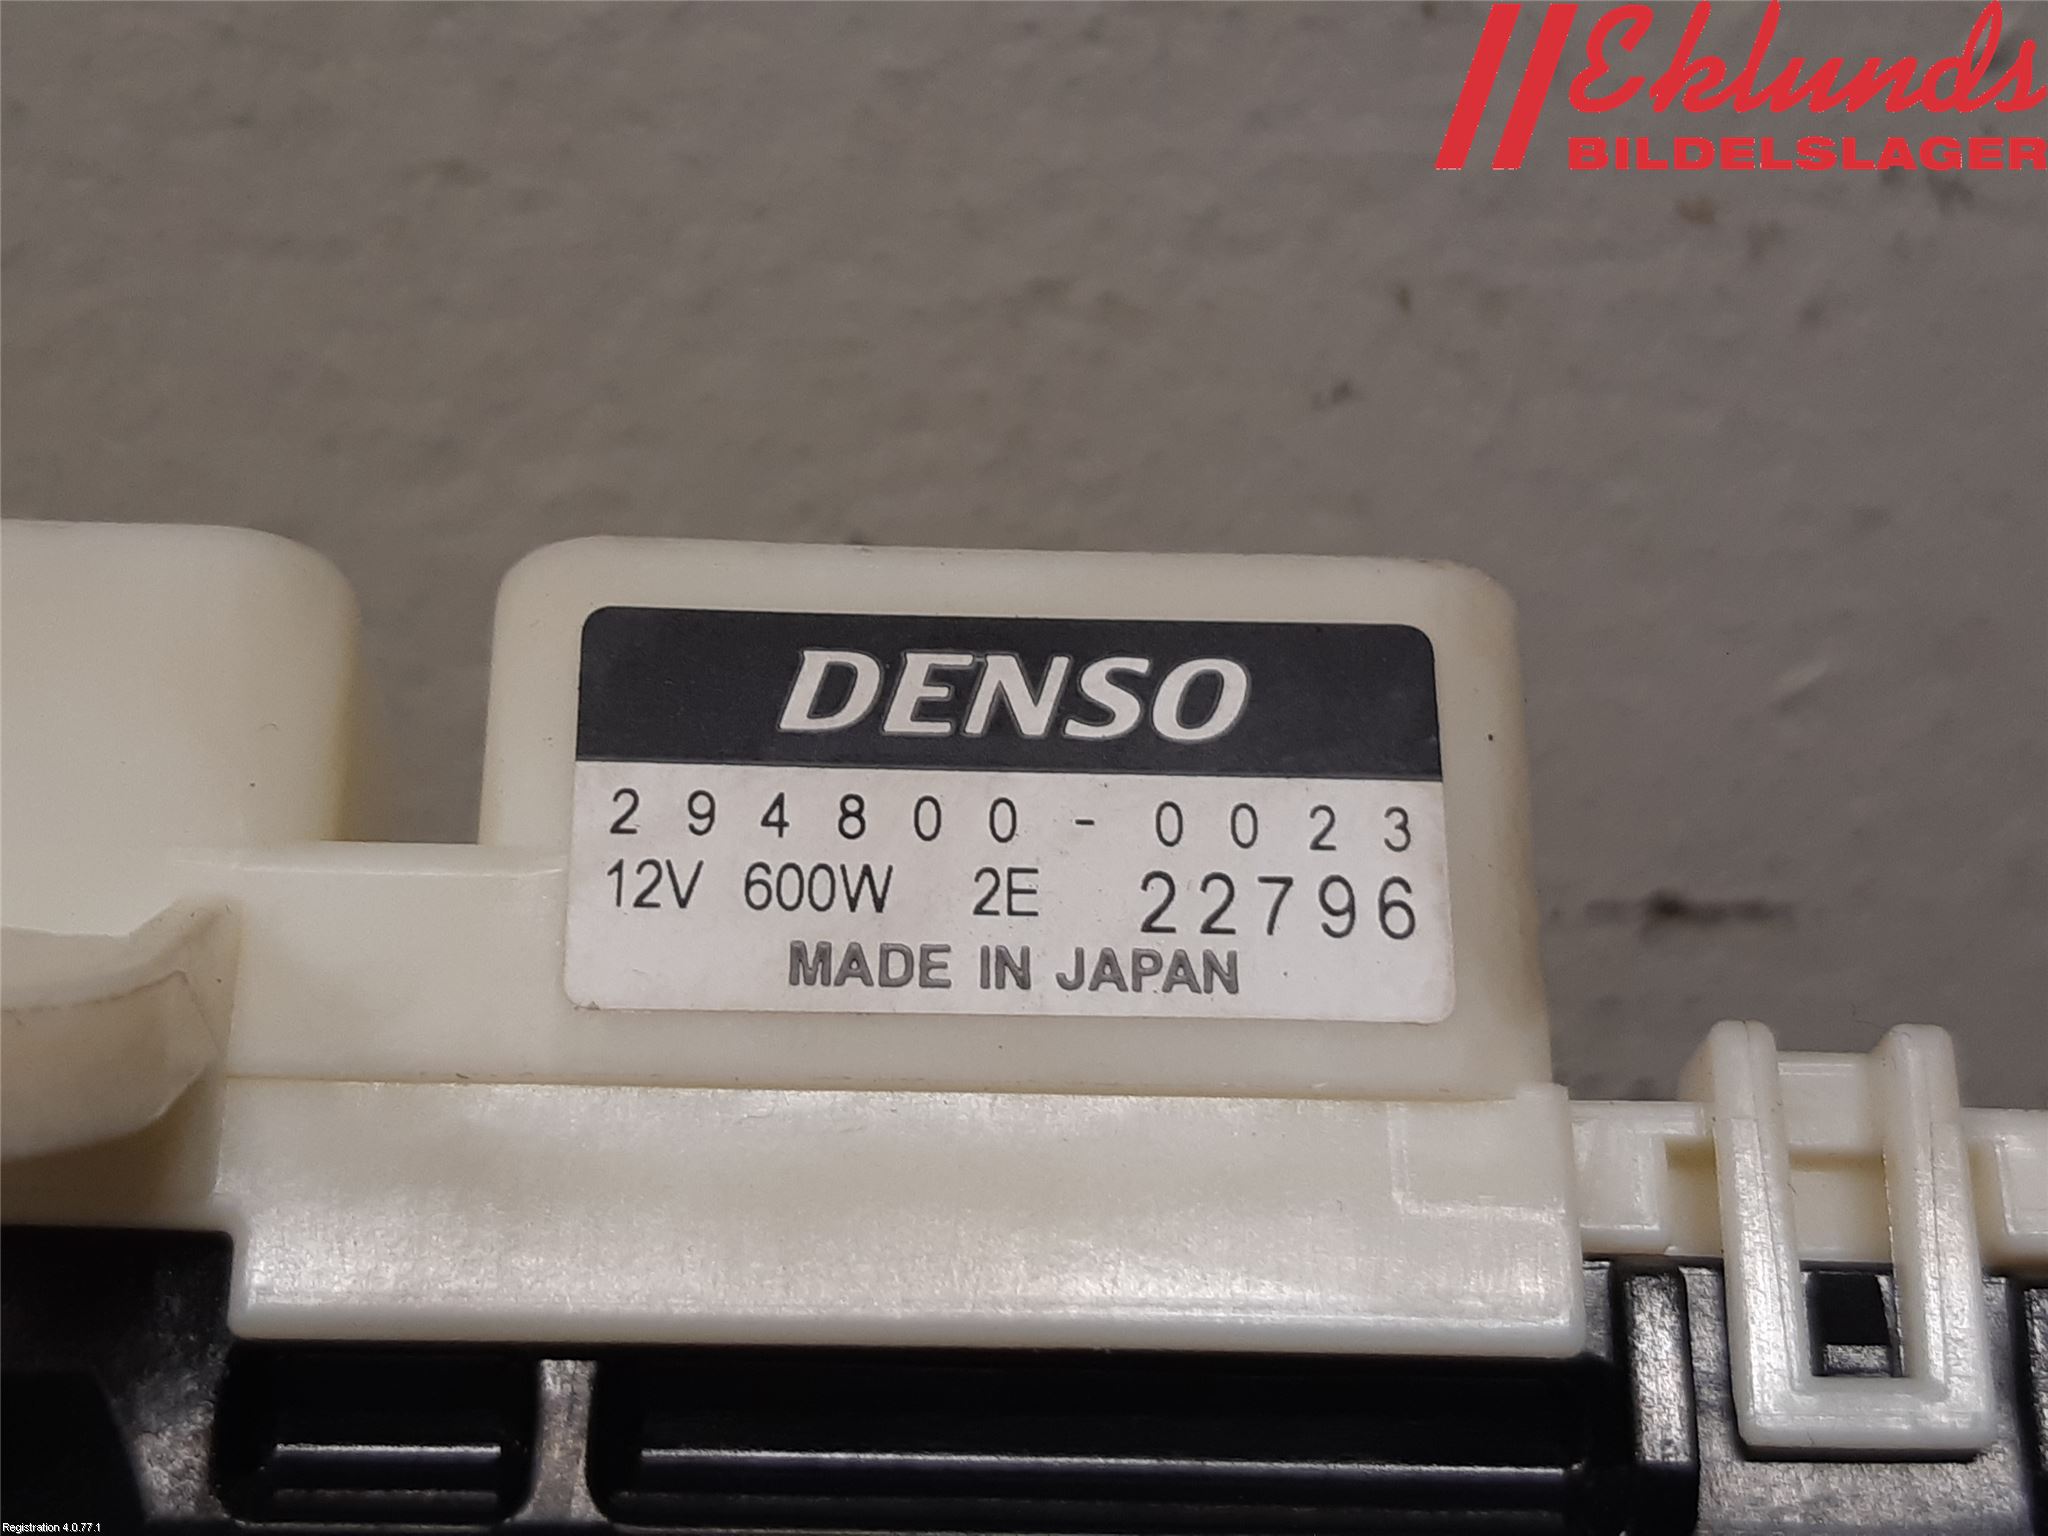 Eklunds
BILDELSLAGER
DENSO
294800-0023
12V 600W 2E 22796
MADE IN JAPAN
Registration 4.0.77.1